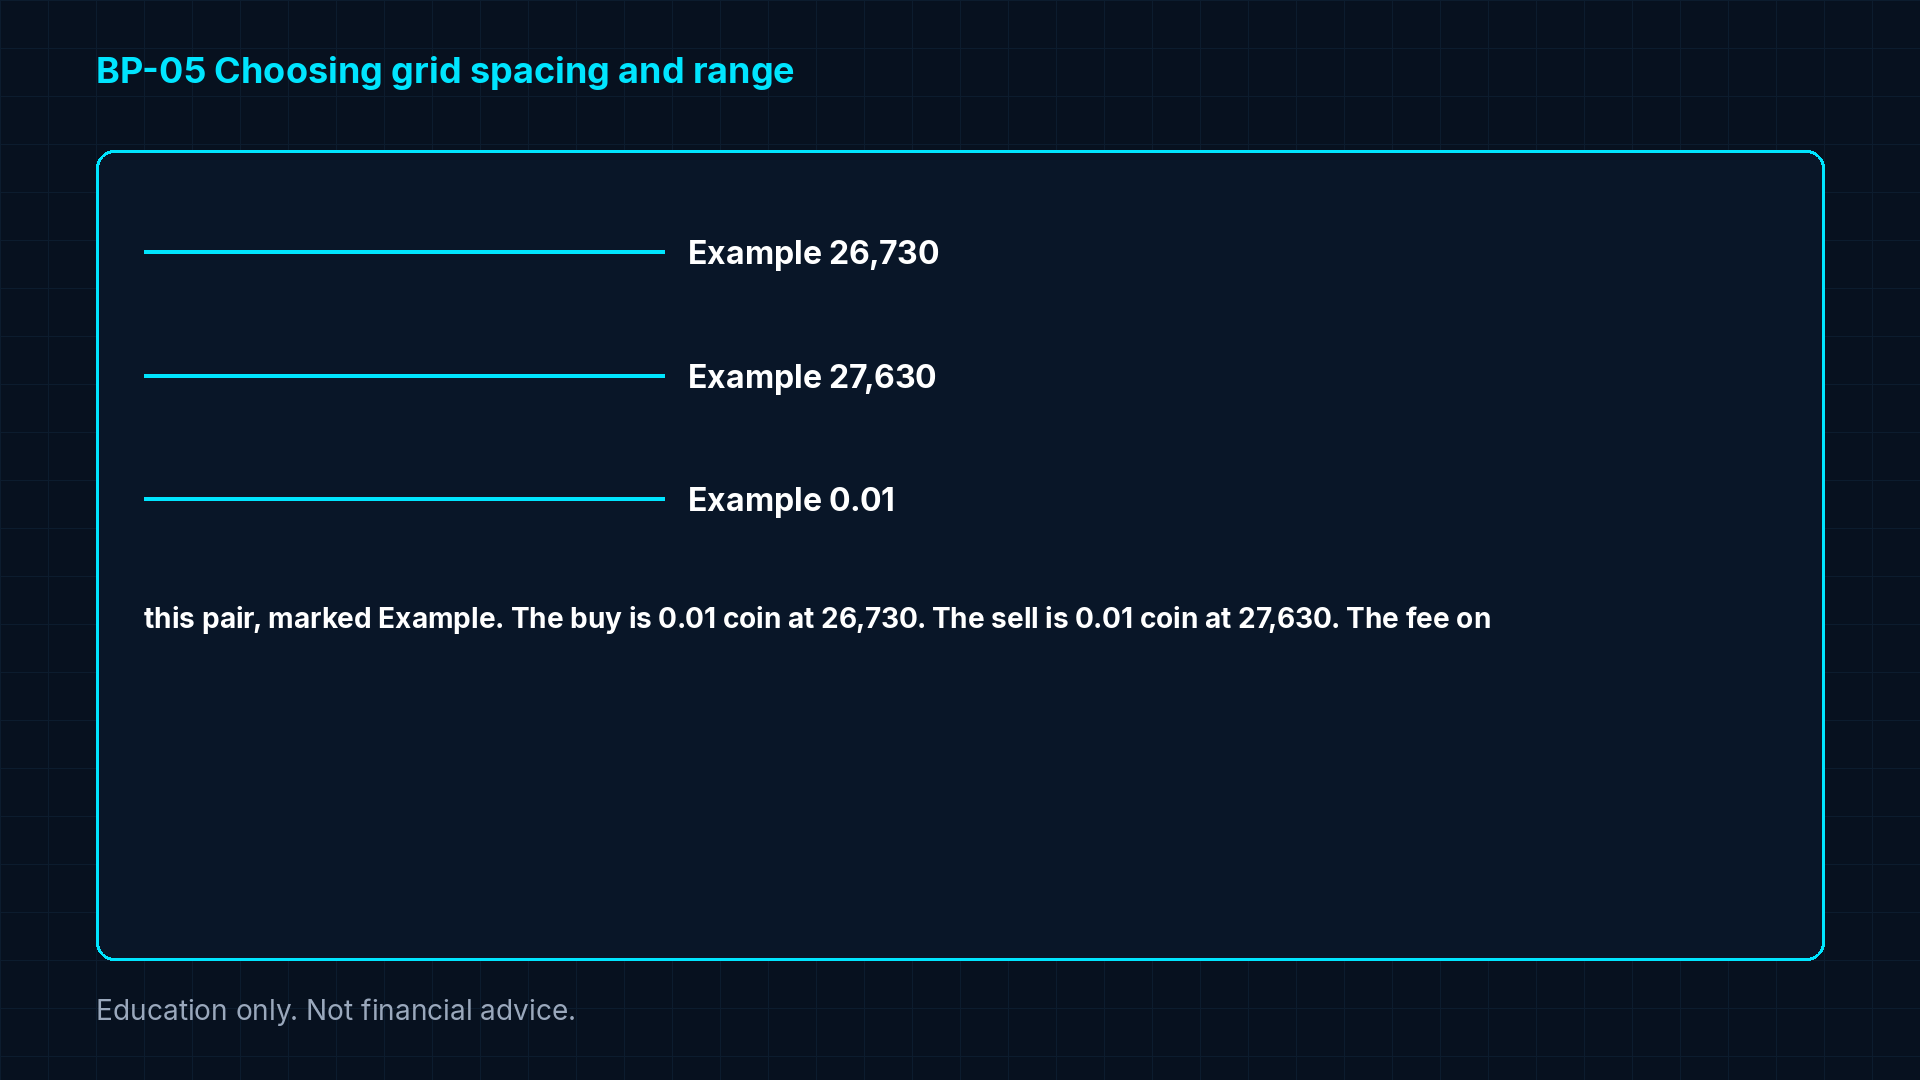 BP-05 Choosing grid spacing and range
Example 26,730
Example 27,630
Example 0.01
this pair, marked Example. The buy is 0.01 coin at 26,730. The sell is 0.01 coin at 27,630. The fee on
Education only. Not financial advice.